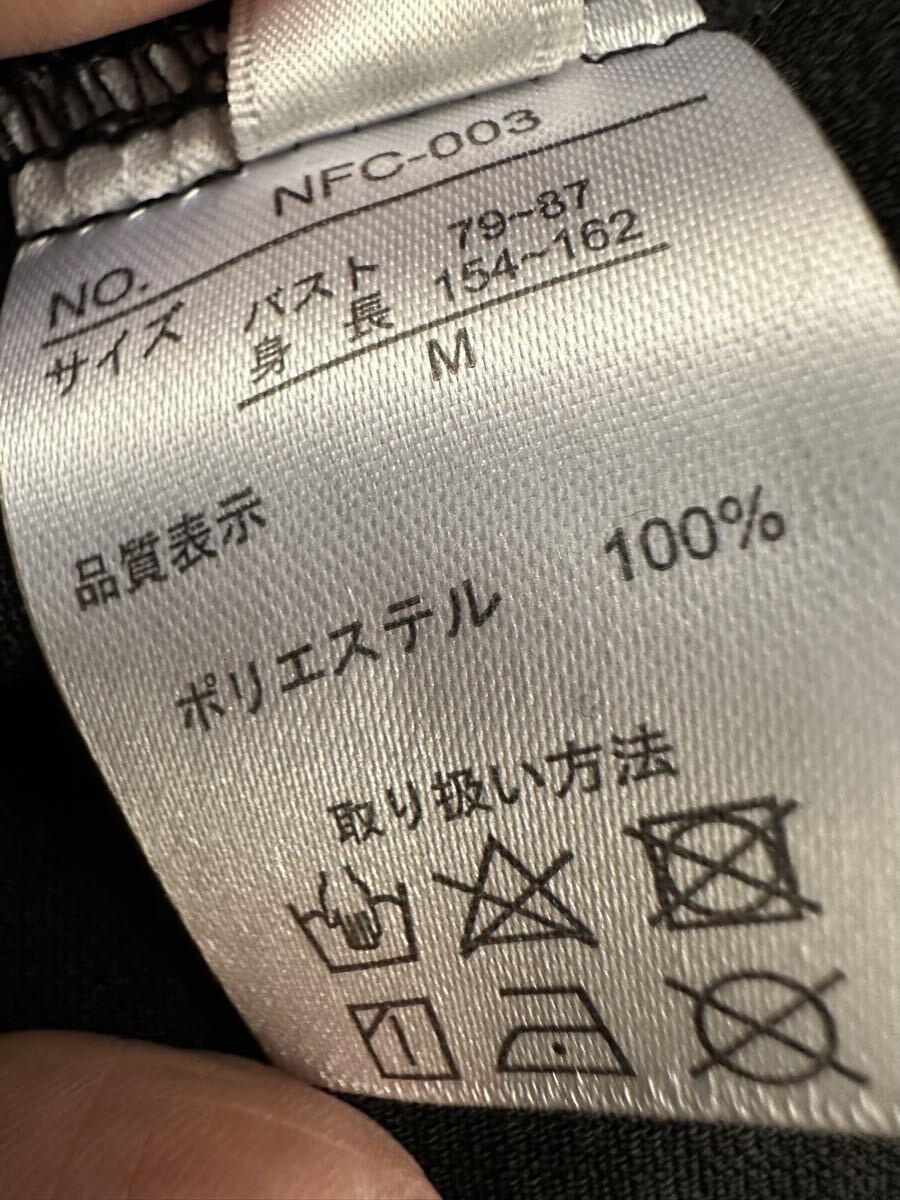 NO. NFC-003
サイズ バスト 79~87
身 長 154~162
M
品質表示
ポリエステル 100%
取り扱い方法